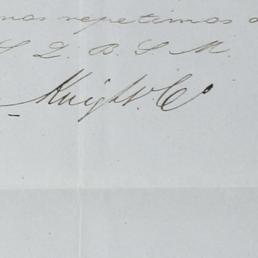 nos repetimos
S. Q. B. S. M.
Knight & Co